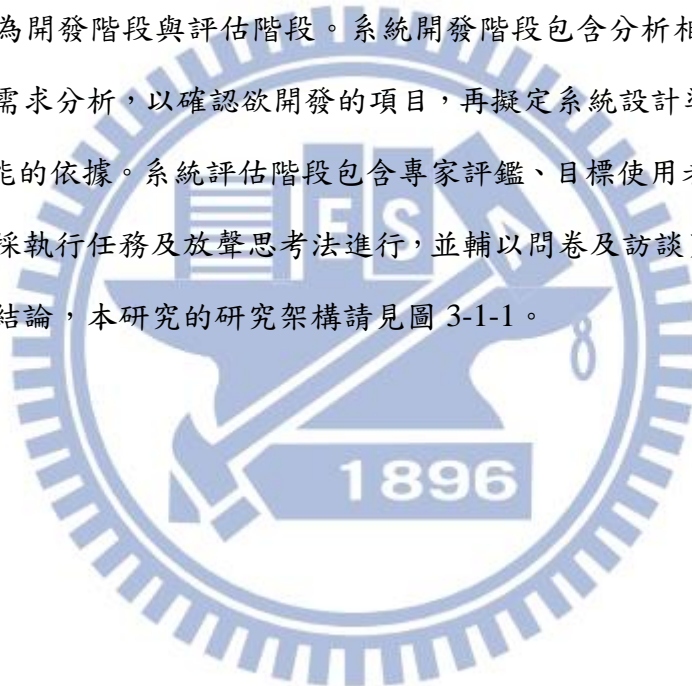 為開發階段與評估階段。系統開發階段包含分析相
需求分析,以確認欲開發的項目,再擬定系統設計
能的依據。系統評估階段包含專家評鑑、目標使用者
採執行任務及放聲思考法進行,並輔以問卷及訪談
結論,本研究的研究架構請見圖 3-1-1。
ES
1896